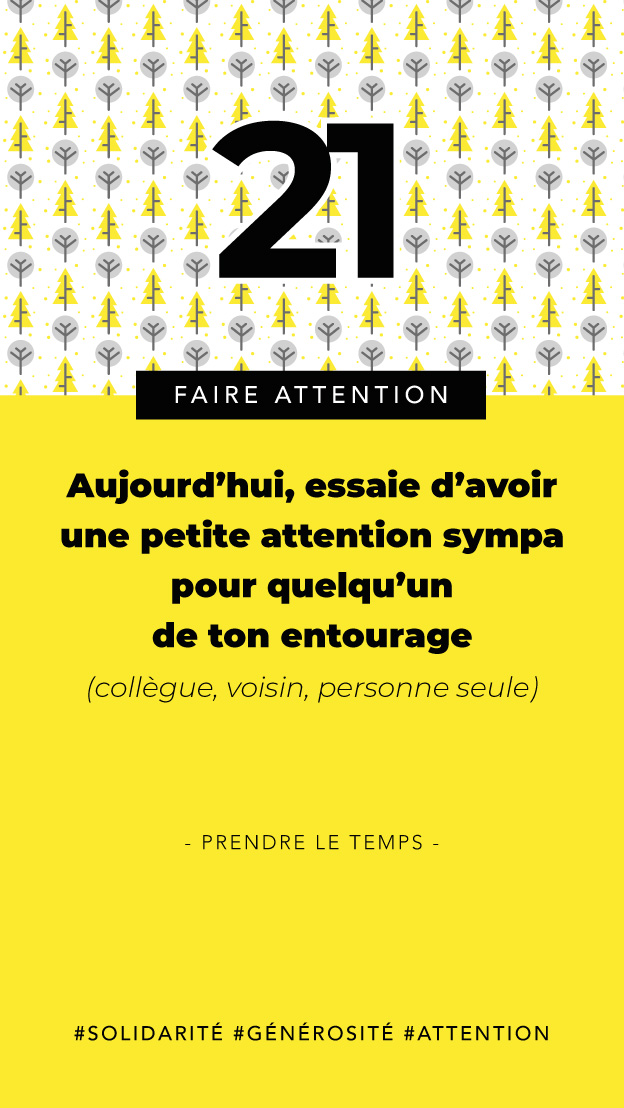 21
FAIRE ATTENTION
Aujourd’hui, essaie d’avoir
une petite attention sympa
pour quelqu’un
de ton entourage
(collègue, voisin, personne seule)
- PRENDRE LE TEMPS -
#SOLIDARITÉ #GÉNÉROSITÉ #ATTENTION